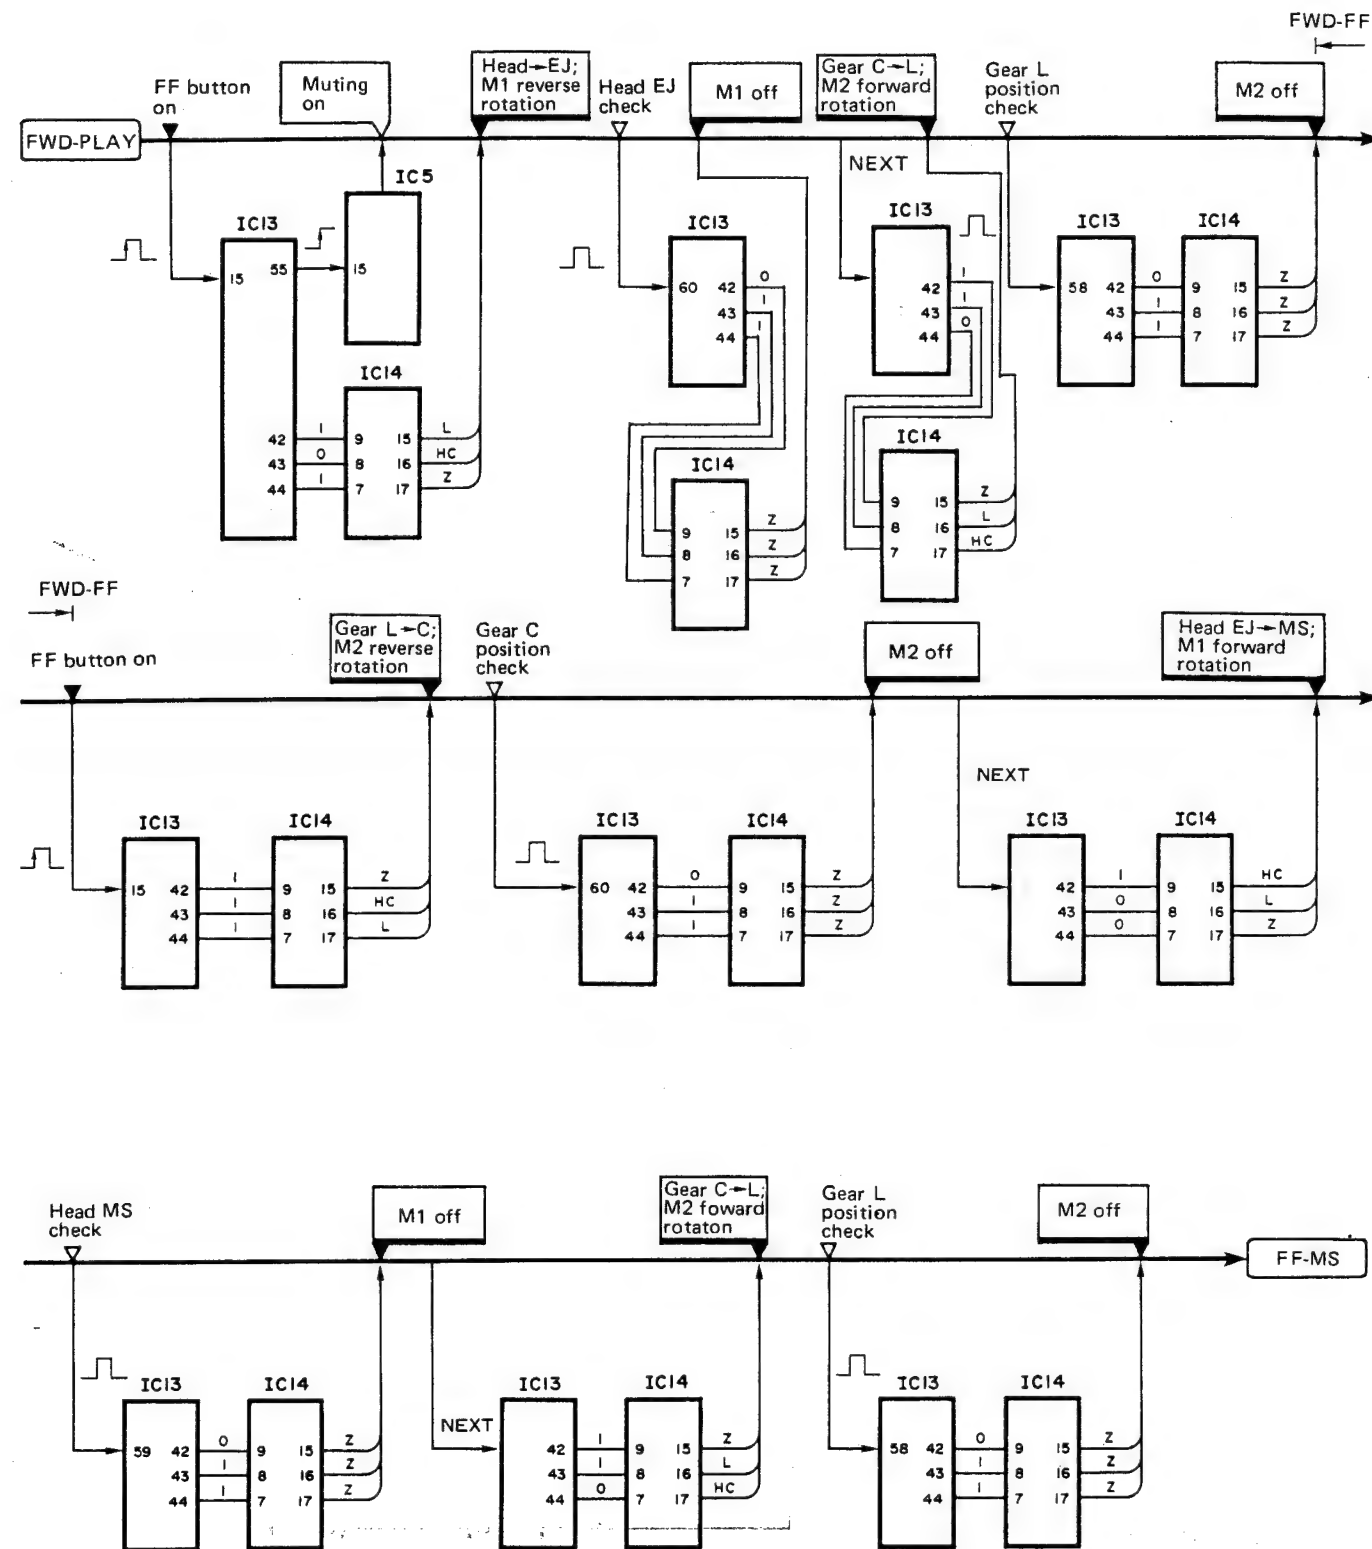 FWD-FF
FF button
on
Muting
on
Head→EJ;
M1 reverse
rotation
Head EJ
check
M1 off
Gear C→L;
M2 forward
rotation
Gear L
position
check
M2 off
FWD-PLAY
NEXT
IC5
15
IC13
15 55
42 1
43 0
44 1
IC14
9 15 L
8 16 HC
7 17 Z
IC13
60 42 0
43 1
44 1
IC14
9 15 Z
8 16 Z
7 17 Z
IC13
42 1
43 1
44 0
IC14
9 15 Z
8 16 L
7 17 HC
IC13 IC14
58 42 0 9 15 Z
43 1 8 16 Z
44 1 7 17 Z
FWD-FF
FF button on
Gear L→C;
M2 reverse
rotation
Gear C
position
check
M2 off
Head EJ→MS;
M1 forward
rotation
NEXT
IC13 IC14
15 42 1 9 15 Z
43 1 8 16 HC
44 1 7 17 L
IC13 IC14
60 42 0 9 15 Z
43 1 8 16 Z
44 1 7 17 Z
IC13 IC14
42 1 9 15 HC
43 0 8 16 L
44 0 7 17 Z
Head MS
check
M1 off
Gear C→L;
M2 foward
rotaton
Gear L
position
check
M2 off
FF-MS
IC13 IC14
59 42 0 9 15 Z
43 1 8 16 Z
44 1 7 17 Z
NEXT
IC13 IC14
42 1 9 15 Z
43 1 8 16 L
44 0 7 17 HC
IC13 IC14
58 42 0 9 15 Z
43 1 8 16 Z
44 1 7 17 Z